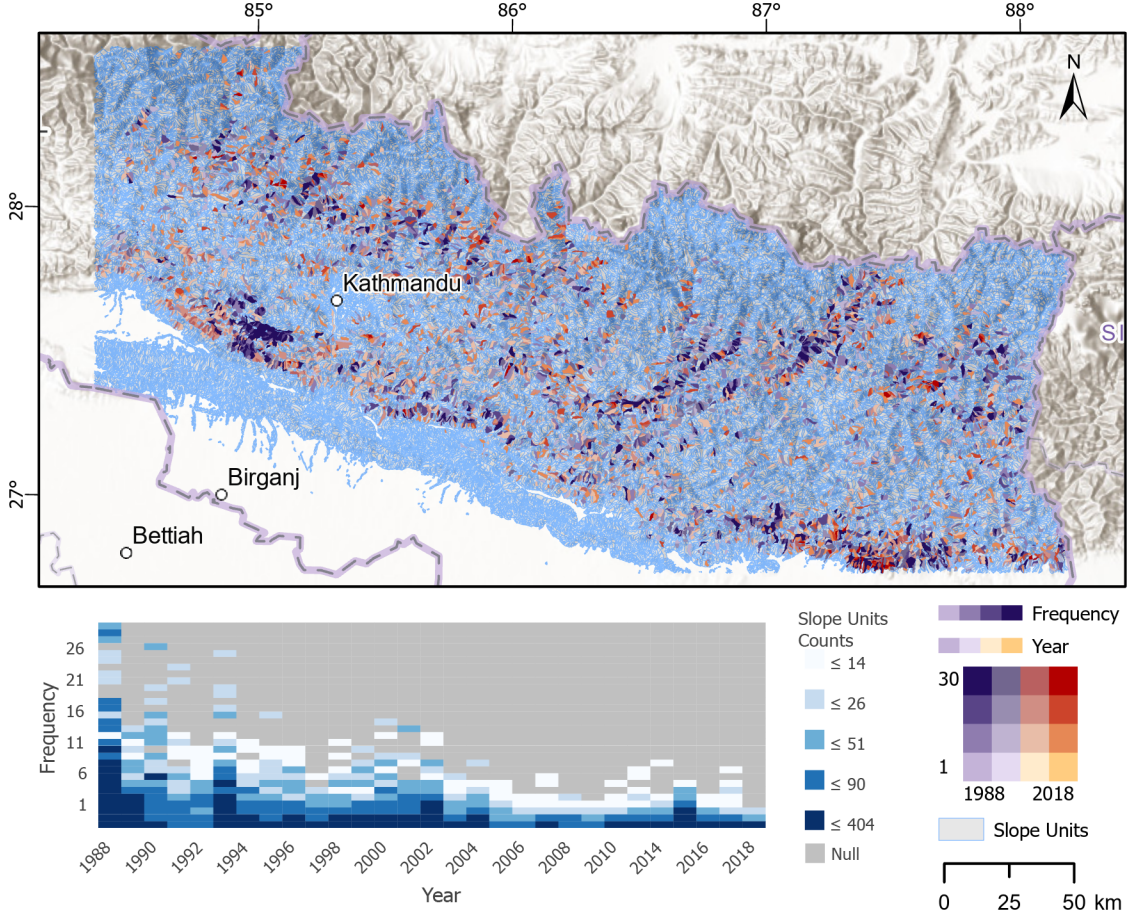 85°
86°
87°
88°
N
28°
Kathmandu
SI
27°
Birganj
Bettiah
Frequency
26
21
16
11
6
1
1988
1990
1992
1994
1996
1998
2000
2002
2004
2006
2008
2010
2014
2016
2018
Year
Slope Units
Counts
≤ 14
≤ 26
≤ 51
≤ 90
≤ 404
Null
Frequency
Year
30
1
1988 2018
Slope Units
0 25 50 km